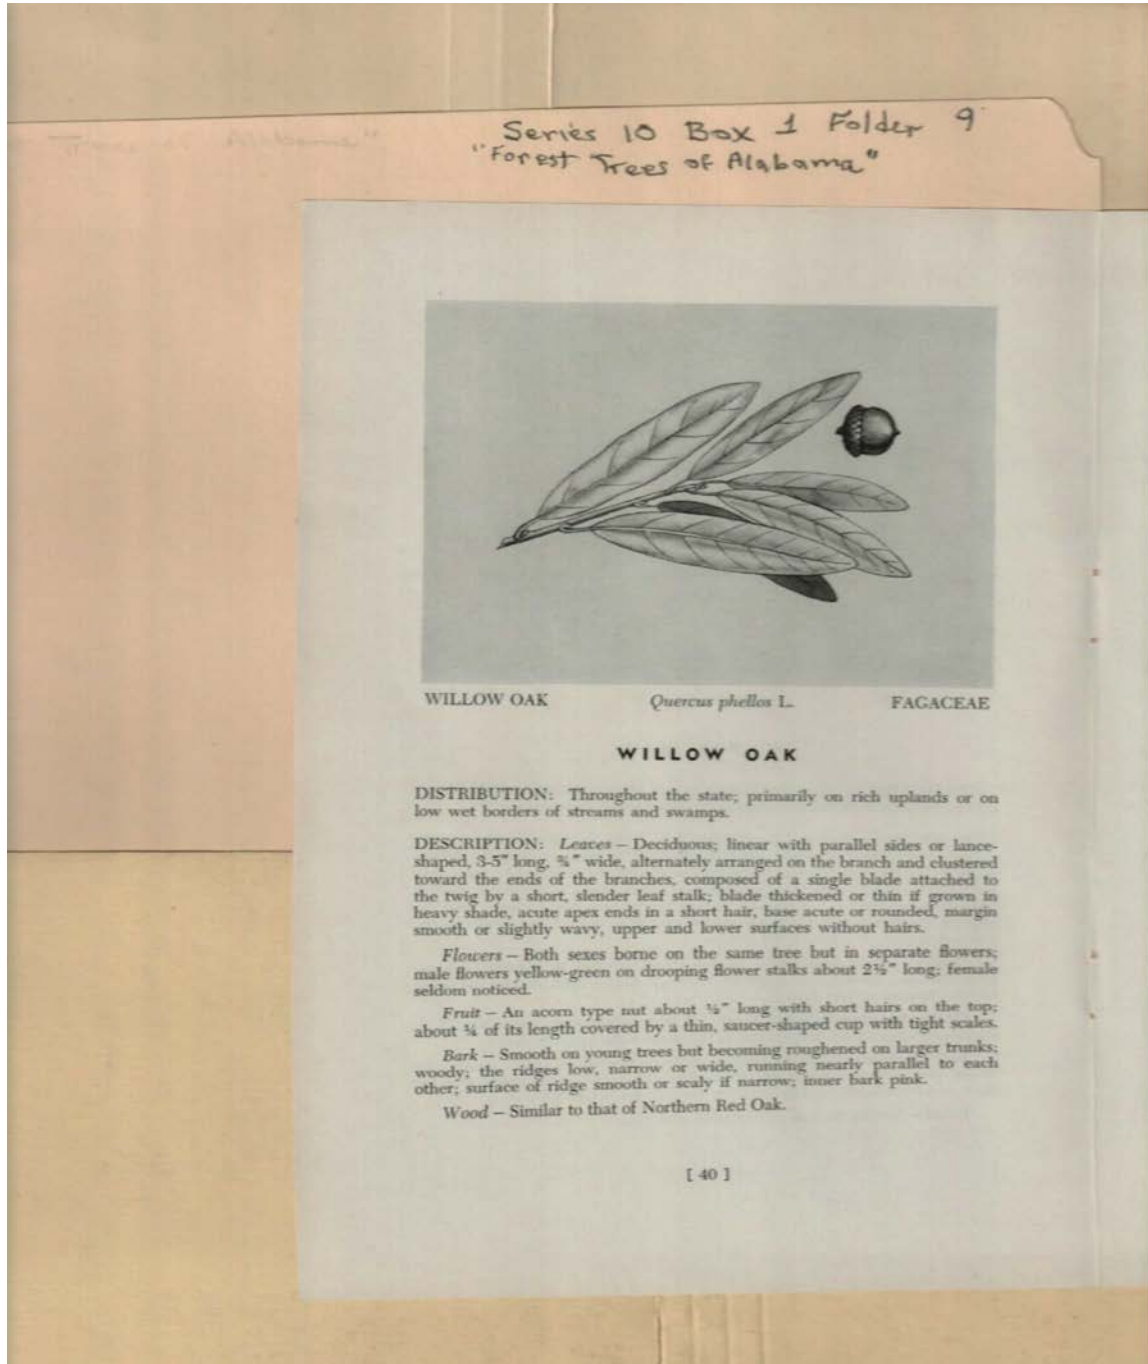 Series 10 Box 1 Folder 9
"Forest Trees of Alabama"
WILLOW OAK Quercus phellos L. FAGACEAE
WILLOW OAK
DISTRIBUTION: Throughout the state; primarily on rich uplands or on
low wet borders of streams and swamps.
DESCRIPTION: Leaves – Deciduous; linear with parallel sides or lance-
shaped, 3-5" long, ¾" wide, alternately arranged on the branch and clustered
toward the ends of the branches, composed of a single blade attached to
the twig by a short, slender leaf stalk; blade thickened or thin if grown in
heavy shade, acute apex ends in a short hair, base acute or rounded, margin
smooth or slightly wavy, upper and lower surfaces without hairs.
Flowers – Both sexes borne on the same tree but in separate flowers;
male flowers yellow-green on drooping flower stalks about 2½" long; female
seldom noticed.
Fruit – An acorn type nut about ½" long with short hairs on the top;
about ¼ of its length covered by a thin, saucer-shaped cup with tight scales.
Bark – Smooth on young trees but becoming roughened on larger trunks;
woody; the ridges low, narrow or wide, running nearly parallel to each
other; surface of ridge smooth or scaly if narrow; inner bark pink.
Wood – Similar to that of Northern Red Oak.
[ 40 ]